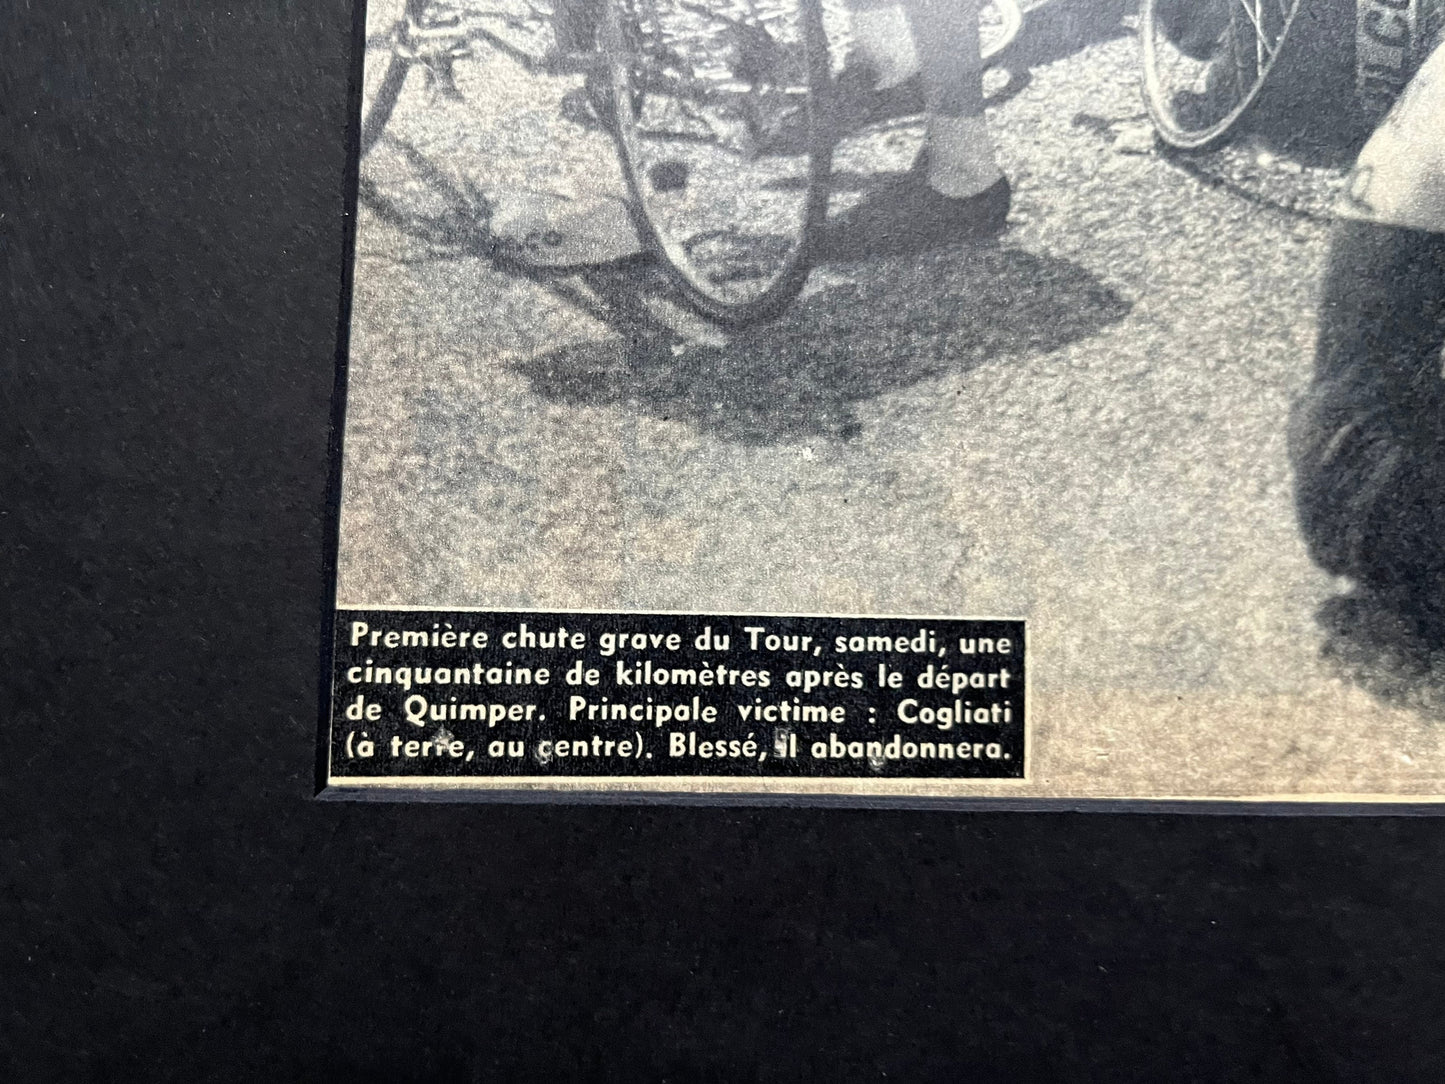 Première chute grave du Tour, samedi, une
cinquantaine de kilomètres après le départ
de Quimper. Principale victime : Cogliati
(à terre, au centre). Blessé, il abandonnera.